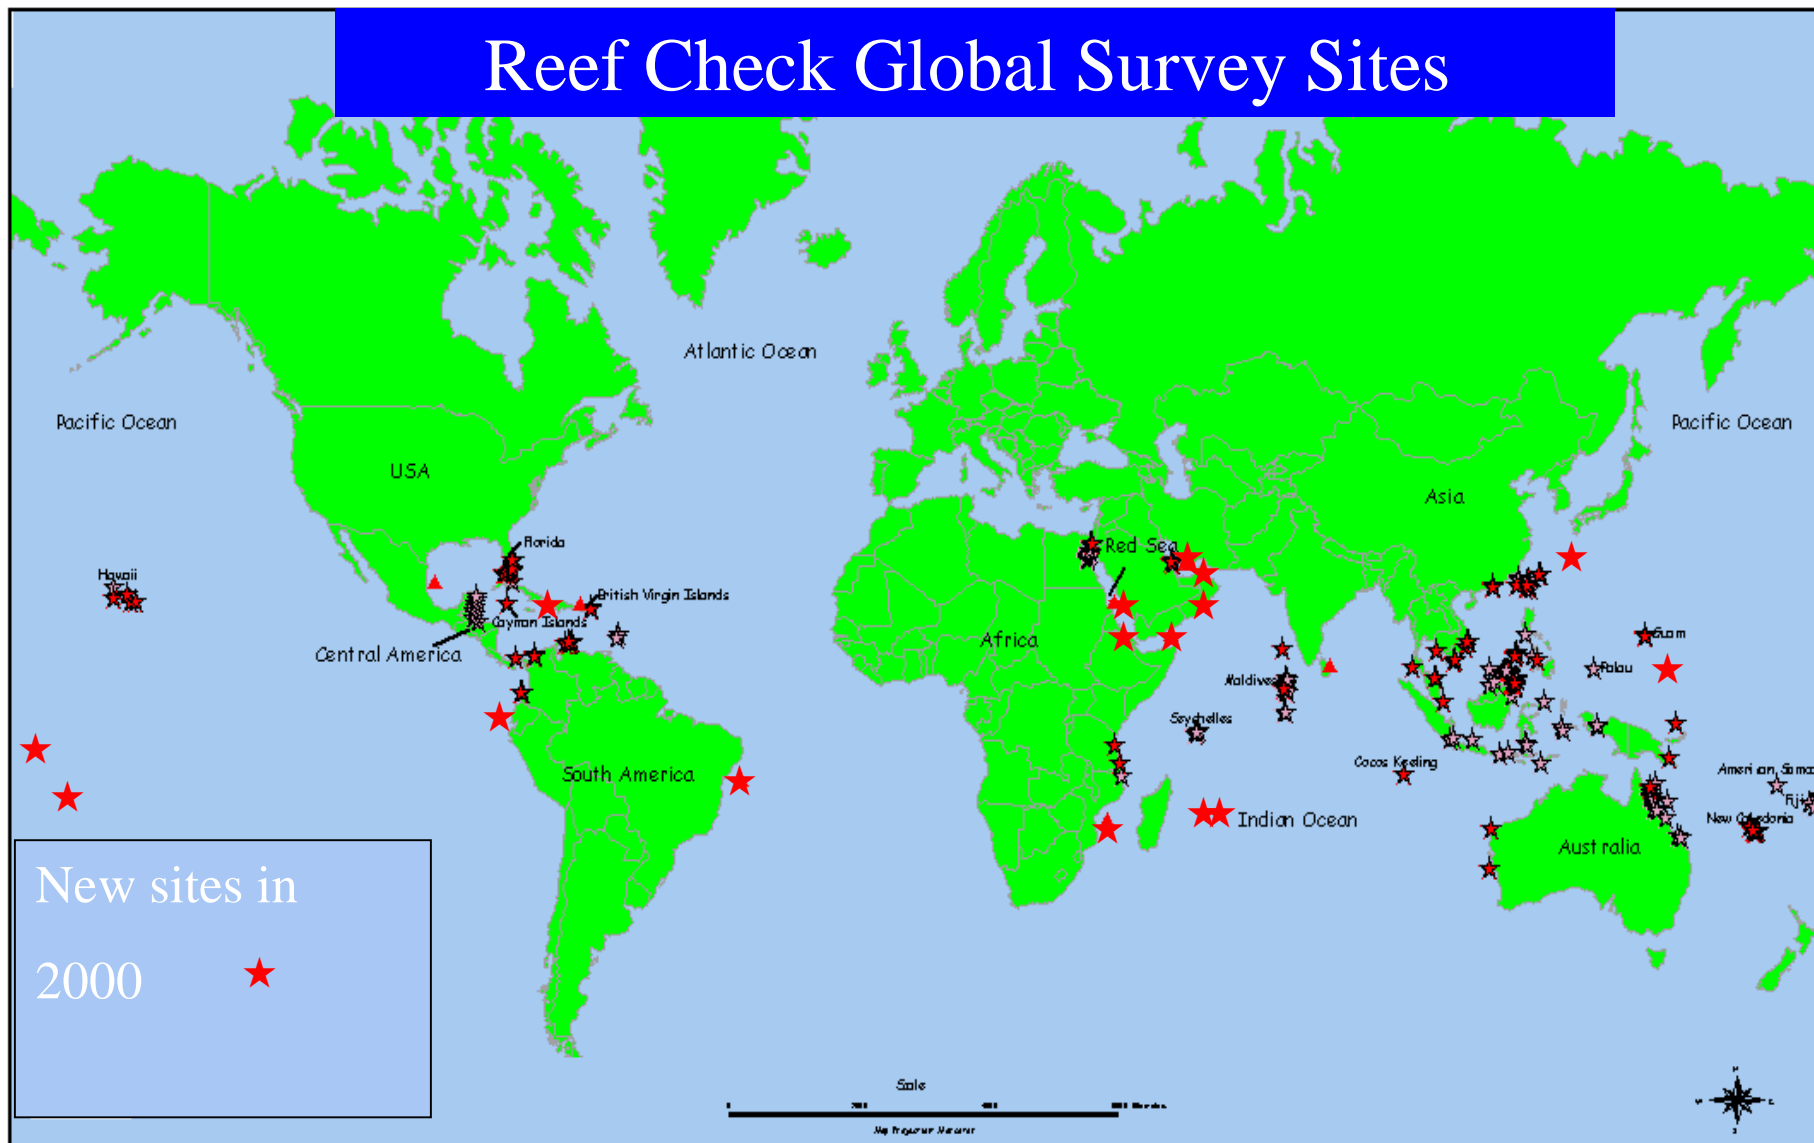 Reef Check Global Survey Sites
Atlantic Ocean
Pacific Ocean
Pacific Ocean
USA
Asia
Florida
Red Sea
Hawaii
British Virgin Islands
Cayman Islands
Central America
Africa
Guam
Palau
Maldives
Seychelles
South America
Cocos Keeling
American Samoa
Fiji
New Caledonia
Indian Ocean
Australia
New sites in
2000
Scale
0